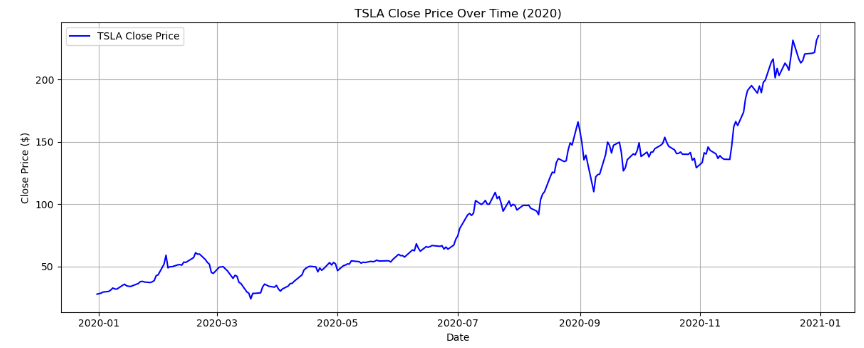 TSLA Close Price Over Time (2020)
TSLA Close Price
Close Price ($)
200
150
100
50
2020-01 2020-03 2020-05 2020-07 2020-09 2020-11 2021-01
Date